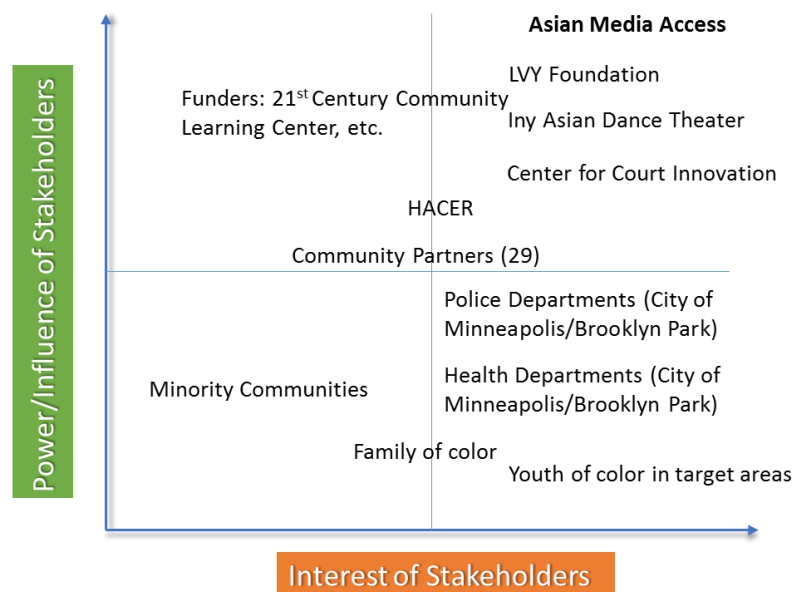 Asian Media Access
LVY Foundation
Funders: 21st Century Community
Learning Center, etc.
Iny Asian Dance Theater
Center for Court Innovation
HACER
Community Partners (29)
Police Departments (City of
Minneapolis/Brooklyn Park)
Health Departments (City of
Minneapolis/Brooklyn Park)
Minority Communities
Family of color
Youth of color in target areas
Power/Influence of Stakeholders
Interest of Stakeholders